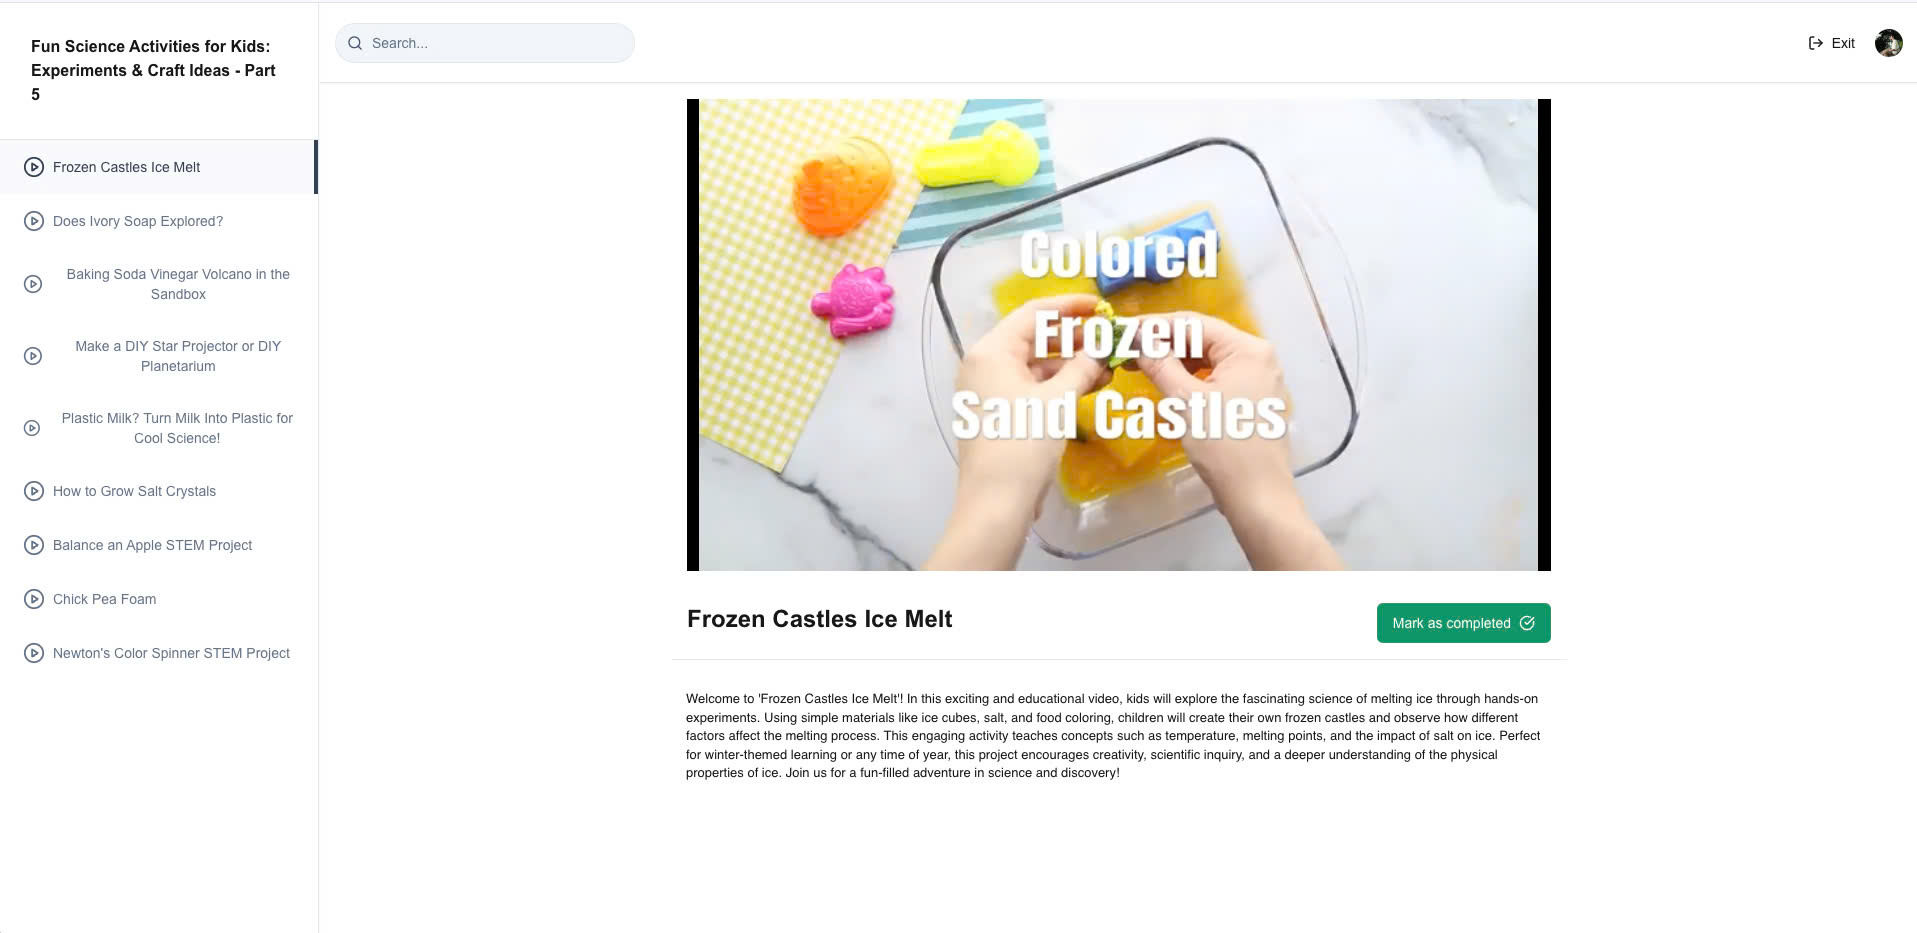 Fun Science Activities for Kids:
Experiments & Craft Ideas - Part
5
Search...
Exit
Frozen Castles Ice Melt
Does Ivory Soap Explored?
Baking Soda Vinegar Volcano in the
Sandbox
Make a DIY Star Projector or DIY
Planetarium
Plastic Milk? Turn Milk Into Plastic for
Cool Science!
How to Grow Salt Crystals
Balance an Apple STEM Project
Chick Pea Foam
Newton's Color Spinner STEM Project
Colored
Frozen
Sand Castles
Frozen Castles Ice Melt
Mark as completed
Welcome to 'Frozen Castles Ice Melt'! In this exciting and educational video, kids will explore the fascinating science of melting ice through hands-on
experiments. Using simple materials like ice cubes, salt, and food coloring, children will create their own frozen castles and observe how different
factors affect the melting process. This engaging activity teaches concepts such as temperature, melting points, and the impact of salt on ice. Perfect
for winter-themed learning or any time of year, this project encourages creativity, scientific inquiry, and a deeper understanding of the physical
properties of ice. Join us for a fun-filled adventure in science and discovery!